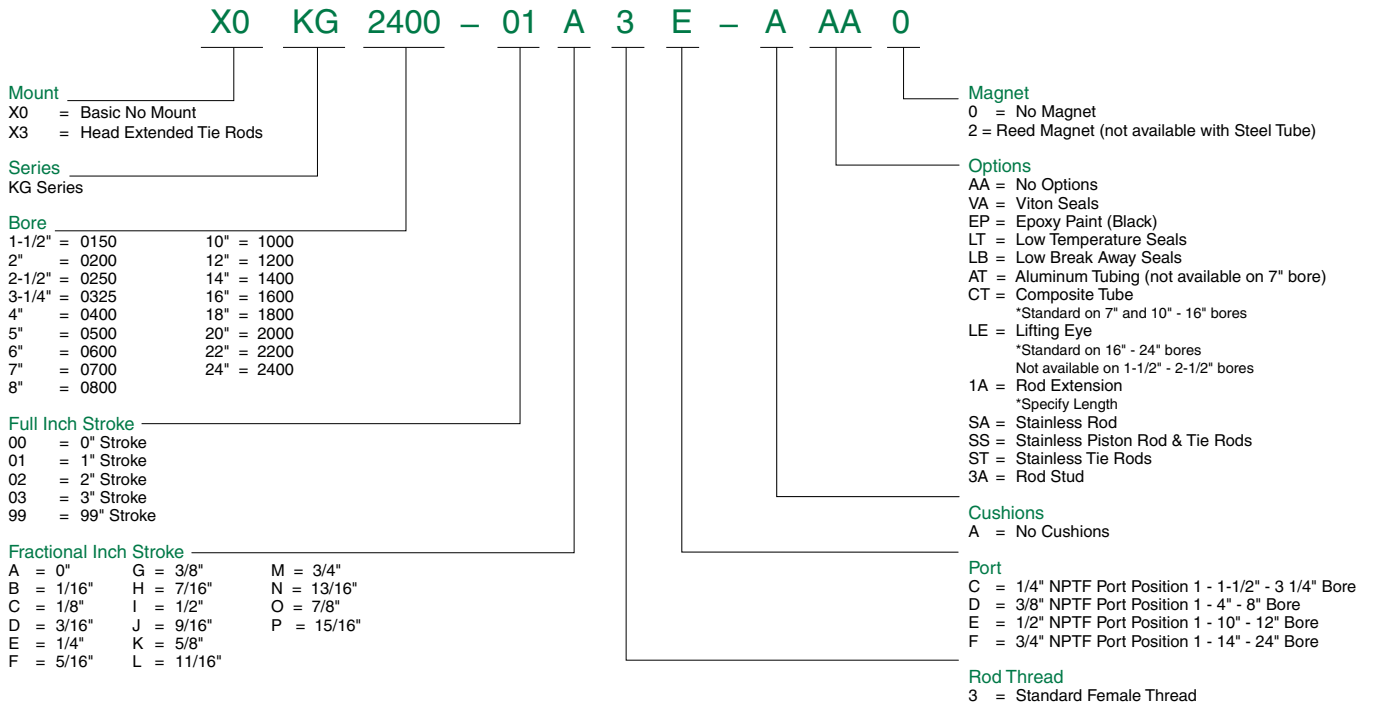 X0 KG 2400 – 01 A 3 E – A AA 0
Mount
X0 = Basic No Mount
X3 = Head Extended Tie Rods
Series
KG Series
Bore
1-1/2" = 0150
2" = 0200
2-1/2" = 0250
3-1/4" = 0325
4" = 0400
5" = 0500
6" = 0600
7" = 0700
8" = 0800
10" = 1000
12" = 1200
14" = 1400
16" = 1600
18" = 1800
20" = 2000
22" = 2200
24" = 2400
Full Inch Stroke
00 = 0" Stroke
01 = 1" Stroke
02 = 2" Stroke
03 = 3" Stroke
99 = 99" Stroke
Fractional Inch Stroke
A = 0"
B = 1/16"
C = 1/8"
D = 3/16"
E = 1/4"
F = 5/16"
G = 3/8"
H = 7/16"
I = 1/2"
J = 9/16"
K = 5/8"
L = 11/16"
M = 3/4"
N = 13/16"
O = 7/8"
P = 15/16"
Magnet
0 = No Magnet
2 = Reed Magnet (not available with Steel Tube)
Options
AA = No Options
VA = Viton Seals
EP = Epoxy Paint (Black)
LT = Low Temperature Seals
LB = Low Break Away Seals
AT = Aluminum Tubing (not available on 7" bore)
CT = Composite Tube
*Standard on 7" and 10" - 16" bores
LE = Lifting Eye
*Standard on 16" - 24" bores
Not available on 1-1/2" - 2-1/2" bores
1A = Rod Extension
*Specify Length
SA = Stainless Rod
SS = Stainless Piston Rod & Tie Rods
ST = Stainless Tie Rods
3A = Rod Stud
Cushions
A = No Cushions
Port
C = 1/4" NPTF Port Position 1 - 1-1/2" - 3 1/4" Bore
D = 3/8" NPTF Port Position 1 - 4" - 8" Bore
E = 1/2" NPTF Port Position 1 - 10" - 12" Bore
F = 3/4" NPTF Port Position 1 - 14" - 24" Bore
Rod Thread
3 = Standard Female Thread